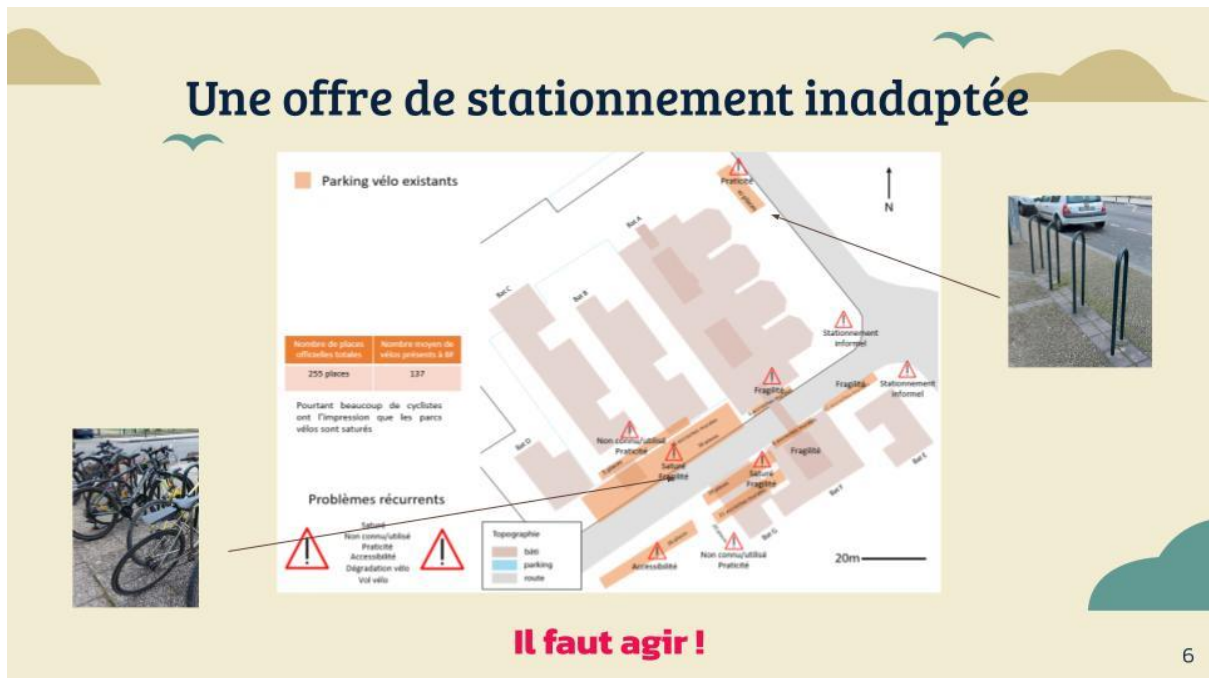 Une offre de stationnement inadaptée
Parking vélo existants
N
Praticité
Bat A
Bat B
Bat C
Bat D
Stationnement
informel
Fragilité
Fragilité
Stationnement
informel
Nombre de places
officielles totales
Nombre moyen de
vélos présents à BF
255 places
137
Pourtant beaucoup de cyclistes
ont l'impression que les parcs
vélos sont saturés
Non connu/utilisé
Praticité
Saturé
Fragilité
Saturé
Fragilité
Fragilité
Bat E
Bat F
Bat G
Accessibilité
Non connu/utilisé
Praticité
20m
Problèmes récurrents
Saturé
Non connu/utilisé
Praticité
Accessibilité
Dégradation vélo
Vol vélo
Topographie
bâti
parking
route
Il faut agir !
6